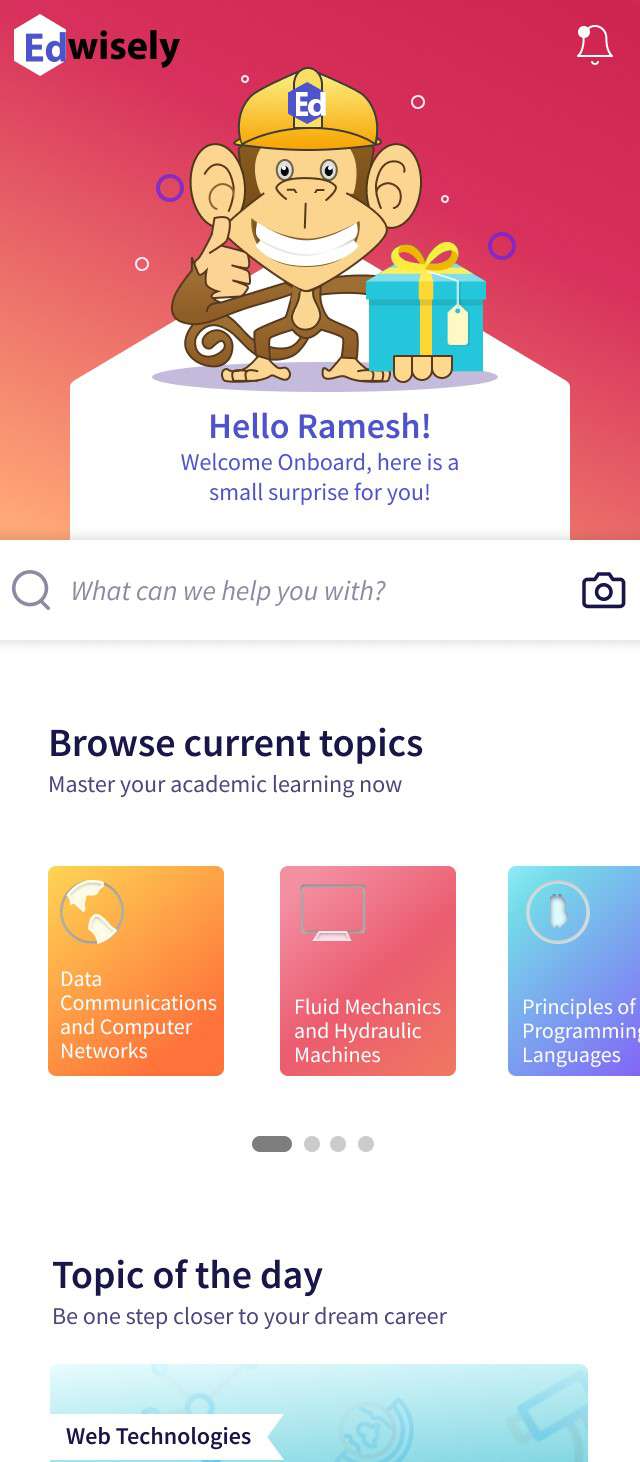 Edwisely
Ed
Hello Ramesh!
Welcome Onboard, here is a
small surprise for you!
What can we help you with?
Browse current topics
Master your academic learning now
Data
Communications
and Computer
Networks
Fluid Mechanics
and Hydraulic
Machines
Principles of
Programming
Languages
Topic of the day
Be one step closer to your dream career
Web Technologies